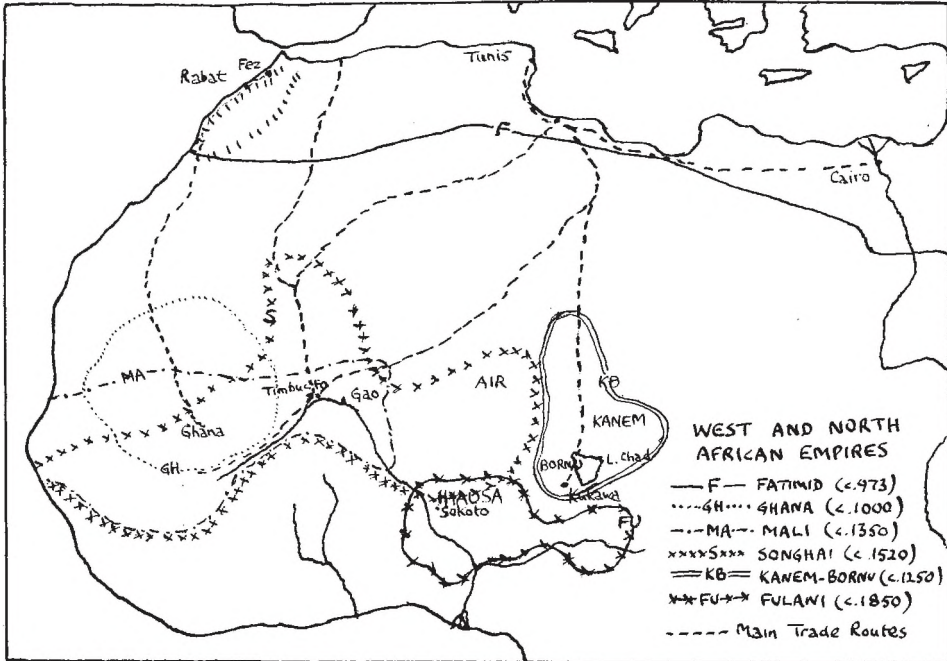 Rabat
Fez
Tunis
F
Cairo
S
MA
Timbucto
Gao
AIR
KB
KANEM
Ghana
GH
BORNU
L. Chad
Kukawa
HAUSA
Sokoto
FU
WEST AND NORTH
AFRICAN EMPIRES
F FATIMID (c.973)
GH GHANA (c.1000)
MA MALI (c.1350)
S SONGHAI (c.1520)
KB KANEM-BORNU (c.1250)
FU FULANI (c.1850)
Main Trade Routes